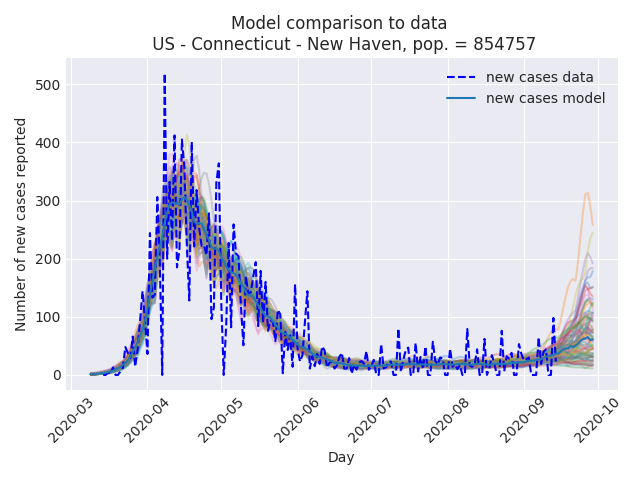 Model comparison to data
US - Connecticut - New Haven, pop. = 854757
new cases data
new cases model
Number of new cases reported
500
400
300
200
100
0
2020-03
2020-04
2020-05
2020-06
2020-07
2020-08
2020-09
2020-10
Day